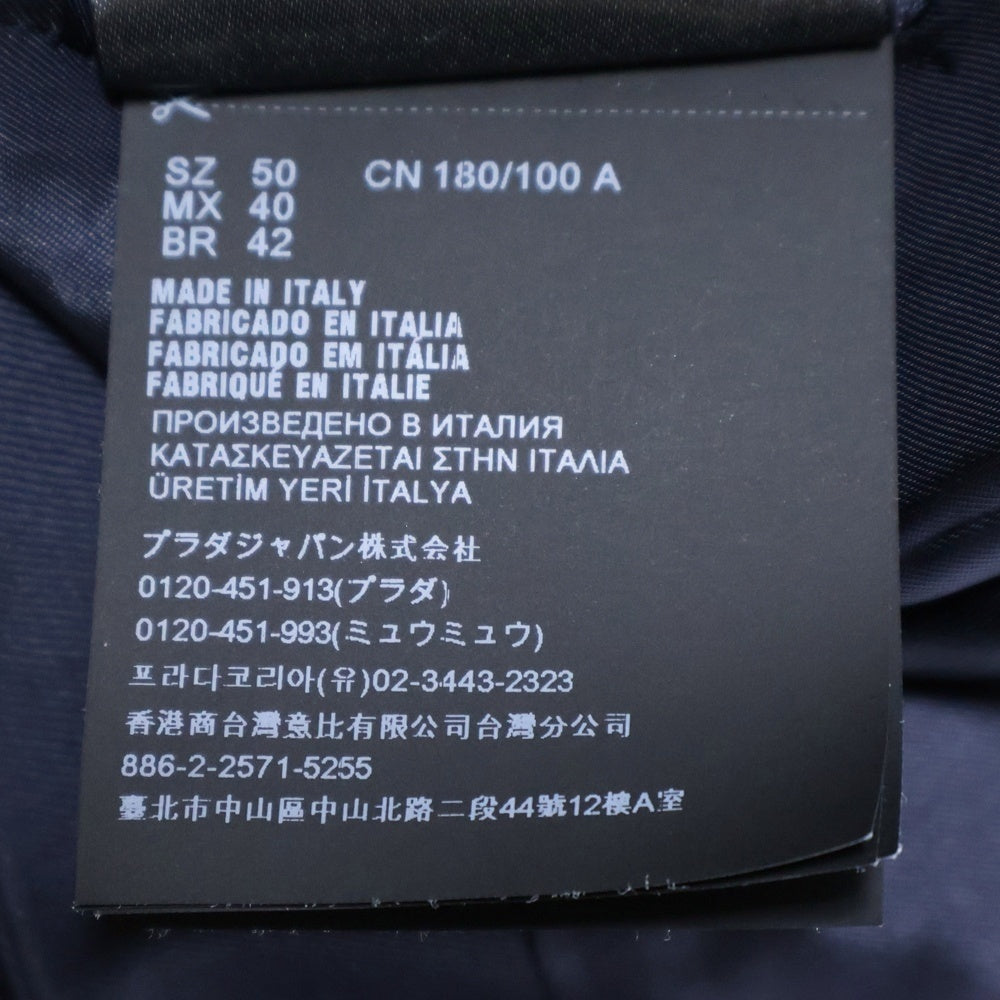 SZ 50 CN 180/100 A
MX 40
BR 42
MADE IN ITALY
FABRICADO EN ITALIA
FABRICADO EM ITÁLIA
FABRIQUÉ EN ITALIE
ПРОИЗВЕДЕНО В ИТАЛИЯ
ΚΑΤΑΣΚΕΥΑΖΕΤΑΙ ΣΤΗΝ ΙΤΑΛΙΑ
ÜRETİM YERİ İTALYA
プラダジャパン株式会社
0120-451-913(プラダ)
0120-451-993(ミュウミュウ)
프라다코리아(유)02-3443-2323
香港商台灣意比有限公司台灣分公司
886-2-2571-5255
臺北市中山區中山北路二段44號12樓A室